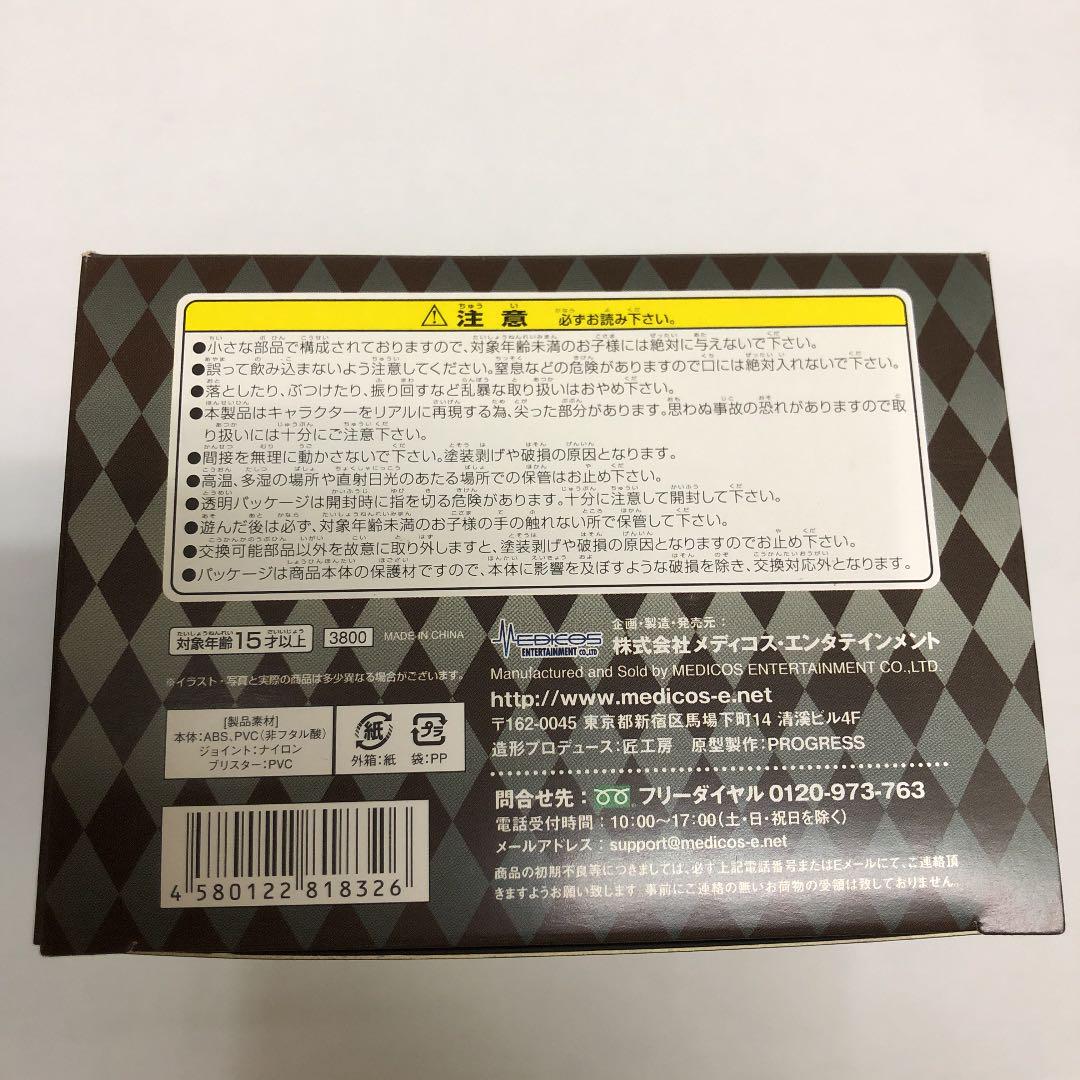 注意 必ずお読み下さい。
●小さな部品で構成されておりますので、対象年齢未満のお子様には絶対に与えないで下さい。
●誤って飲み込まないよう注意してください。窒息などの危険がありますので口には絶対入れないで下さい。
●落としたり、ぶつけたり、振り回すなど乱暴な取り扱いはおやめ下さい。
●本製品はキャラクターをリアルに再現する為、尖った部分があります。思わぬ事故の恐れがありますので取
り扱いには十分にご注意下さい。
●間接を無理に動かさないで下さい。塗装剥げや破損の原因となります。
●高温、多湿の場所や直射日光のあたる場所での保管はお止め下さい。
●透明パッケージは開封時に指を切る危険があります。十分に注意して開封して下さい。
●遊んだ後は必ず、対象年齢未満のお子様の手の触れない所で保管して下さい。
●交換可能部品以外を故意に取り外しますと、塗装剥げや破損の原因となりますのでお止め下さい。
●パッケージは商品本体の保護材ですので、本体に影響を及ぼすような破損を除き、交換対応外となります。
対象年齢15才以上 3800 MADE IN CHINA
※イラスト・写真と実際の商品は多少異なる場合がございます。
[製品素材]
本体:ABS、PVC(非フタル酸)
ジョイント:ナイロン
ブリスター:PVC
紙 プラ
外箱:紙 袋:PP
4 580122 818326
MEDICOS
ENTERTAINMENT CO.,LTD
企画・製造・発売元:
株式会社メディコス・エンタテインメント
Manufactured and Sold by MEDICOS ENTERTAINMENT CO.,LTD.
http://www.medicos-e.net
〒162-0045 東京都新宿区馬場下町14 清漢ビル4F
造形プロデュース:匠工房 原型製作:PROGRESS
問合せ先: フリーダイヤル 0120-973-763
電話受付時間:10:00〜17:00(土・日・祝日を除く)
メールアドレス:support@medicos-e.net
商品の初期不良等につきましては、必ず上記電話番号またはEメールにて、ご連絡頂
きますようお願い致します。事前にご連絡の無いお荷物の受領は致しておりません。